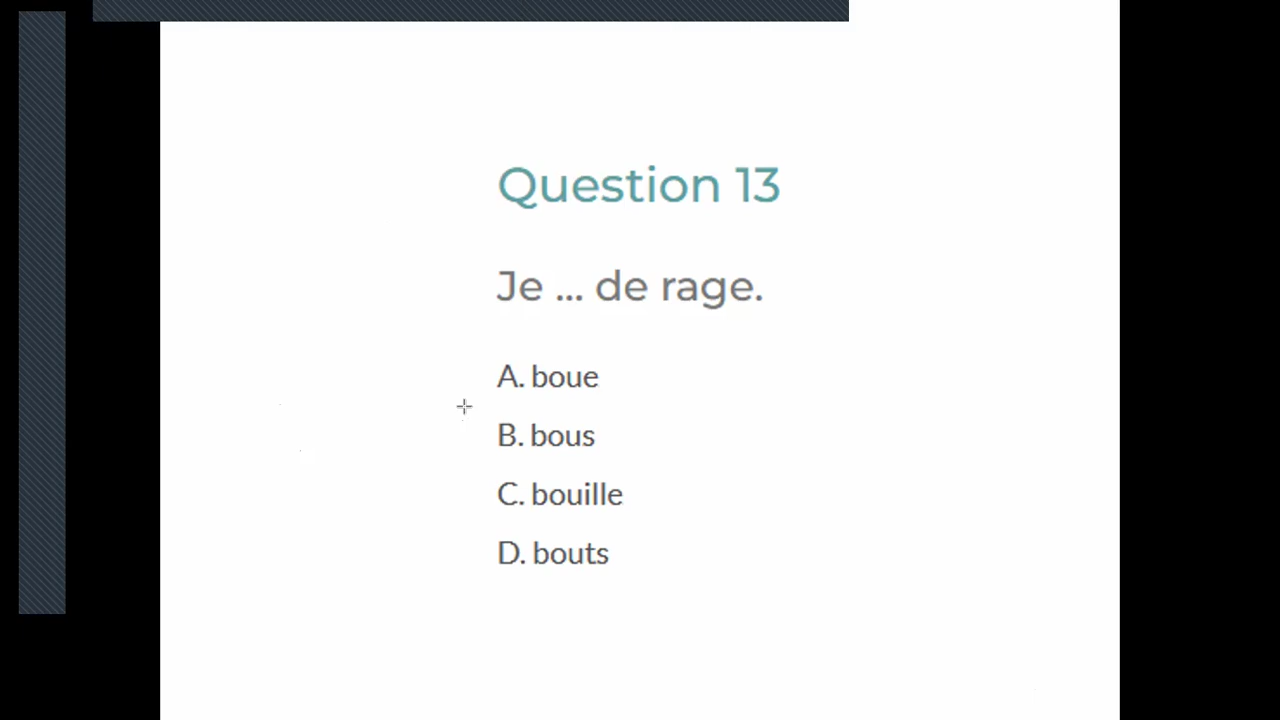 Question 13
Je ... de rage.
A. boue
B. bous
C. bouille
D. bouts